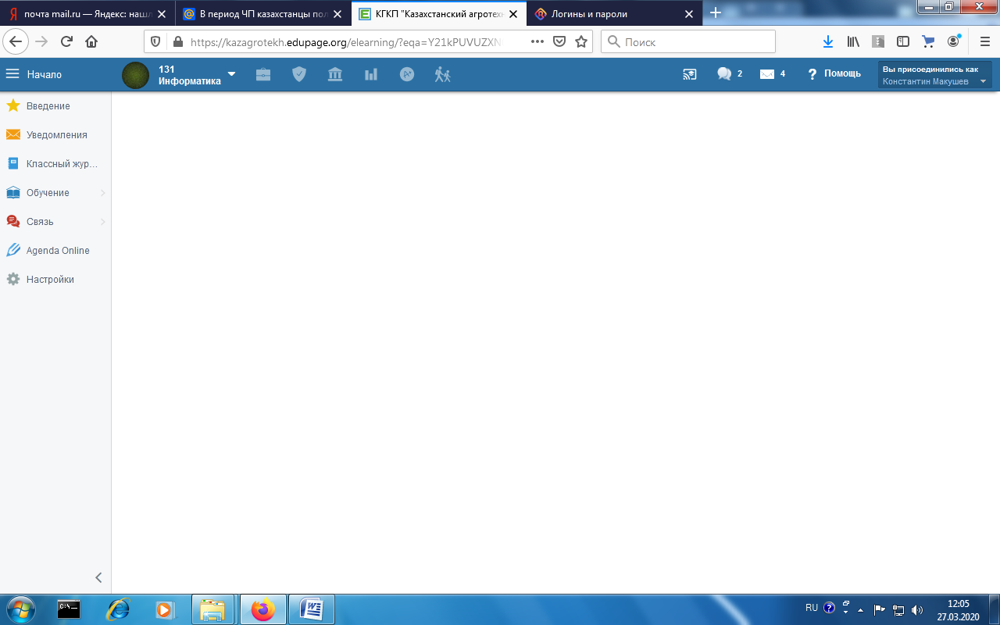 почта mail.ru — Яндекс: нашл
В период ЧП казахстанцы пол
КГКП "Казахстанский агротехн
Логины и пароли
https://kazagrotekh.edupage.org/elearning/?eqa=Y21kPUVUZXN
Поиск
Начало
131
Информатика
2
4
? Помощь
Вы присоединились как
Константин Макушев
Введение
Уведомления
Классный жур...
Обучение
Связь
Agenda Online
Настройки
RU
12:05
27.03.2020